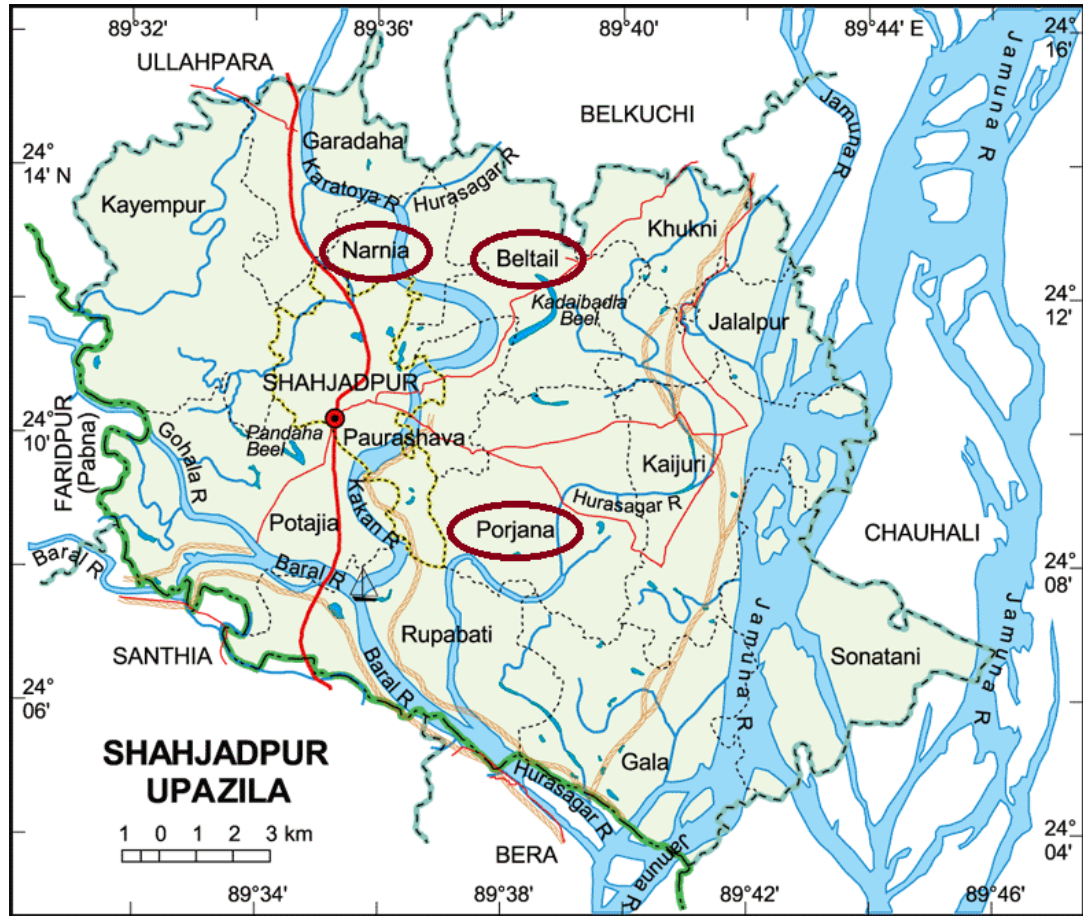 89°32'
89°36'
89°40'
89°44' E
24°
16'
ULLAHPARA
BELKUCHI
Jamuna R
Jamuna R
Garadaha
24°
14' N
Karatoya R
Hurasagar R
Kayempur
Khukni
Narnia
Beltail
Kadaibadla
Beel
24°
12'
Jalalpur
SHAHJADPUR
24°
10'
Pandaha
Beel
Paurashava
FARIDPUR
(Pabna)
Gohala R
Kaijuri
Hurasagar R
Potajia
Kakan R
Porjana
CHAUHALI
Baral R
Baral R
24°
08'
Rupabati
Jamuna R
Jamuna R
SANTHIA
Sonatani
Baral R
24°
06'
SHAHJADPUR
UPAZILA
Gala
Hurasagar R
1 0 1 2 3 km
24°
04'
BERA
Jamuna R
89°34'
89°38'
89°42'
89°46'